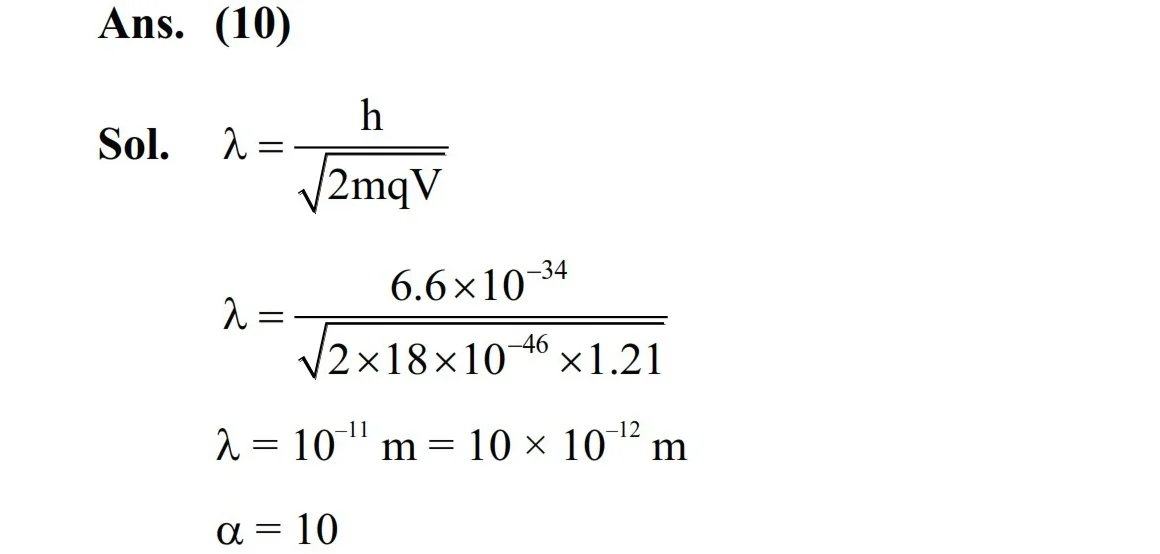 Ans. (10)
Sol. λ = h / √(2mqV)
λ = 6.6×10⁻³⁴ / √(2×18×10⁻⁴⁶×1.21)
λ = 10⁻¹¹ m = 10 × 10⁻¹² m
α = 10